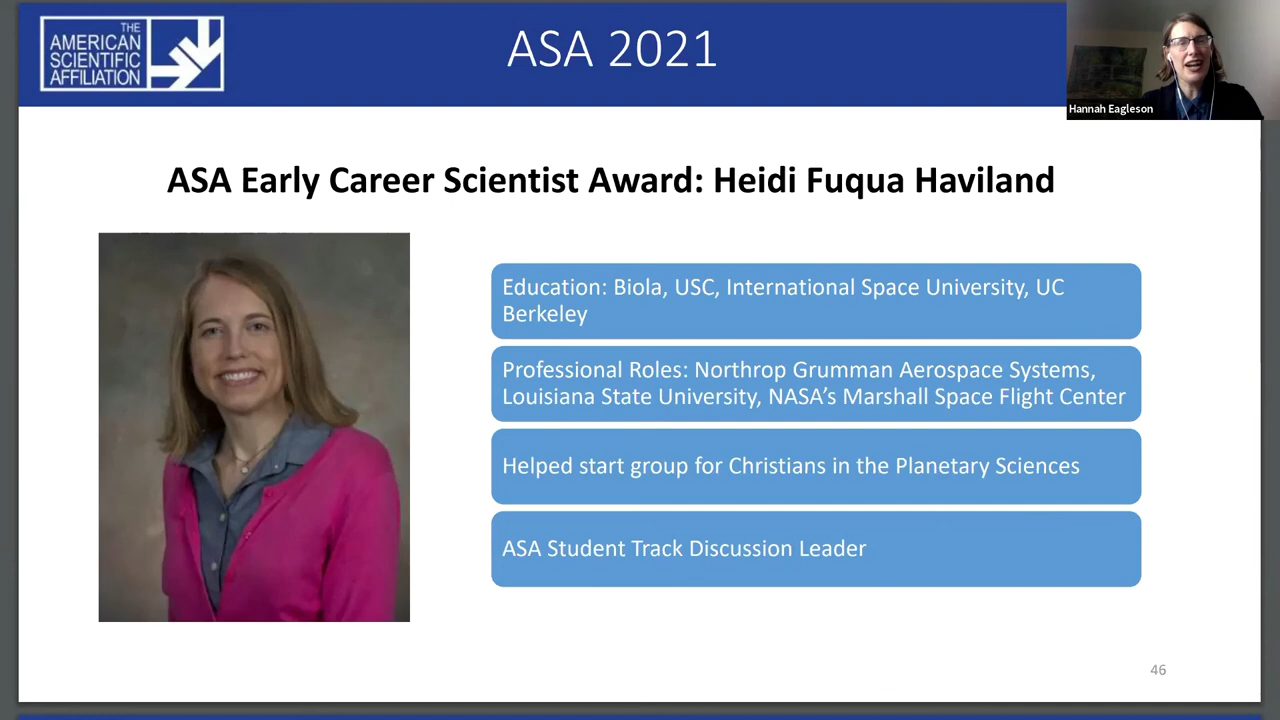 THE
AMERICAN
SCIENTIFIC
AFFILIATION
ASA 2021
Hannah Eagleson
ASA Early Career Scientist Award: Heidi Fuqua Haviland
Education: Biola, USC, International Space University, UC
Berkeley
Professional Roles: Northrop Grumman Aerospace Systems,
Louisiana State University, NASA’s Marshall Space Flight Center
Helped start group for Christians in the Planetary Sciences
ASA Student Track Discussion Leader
46